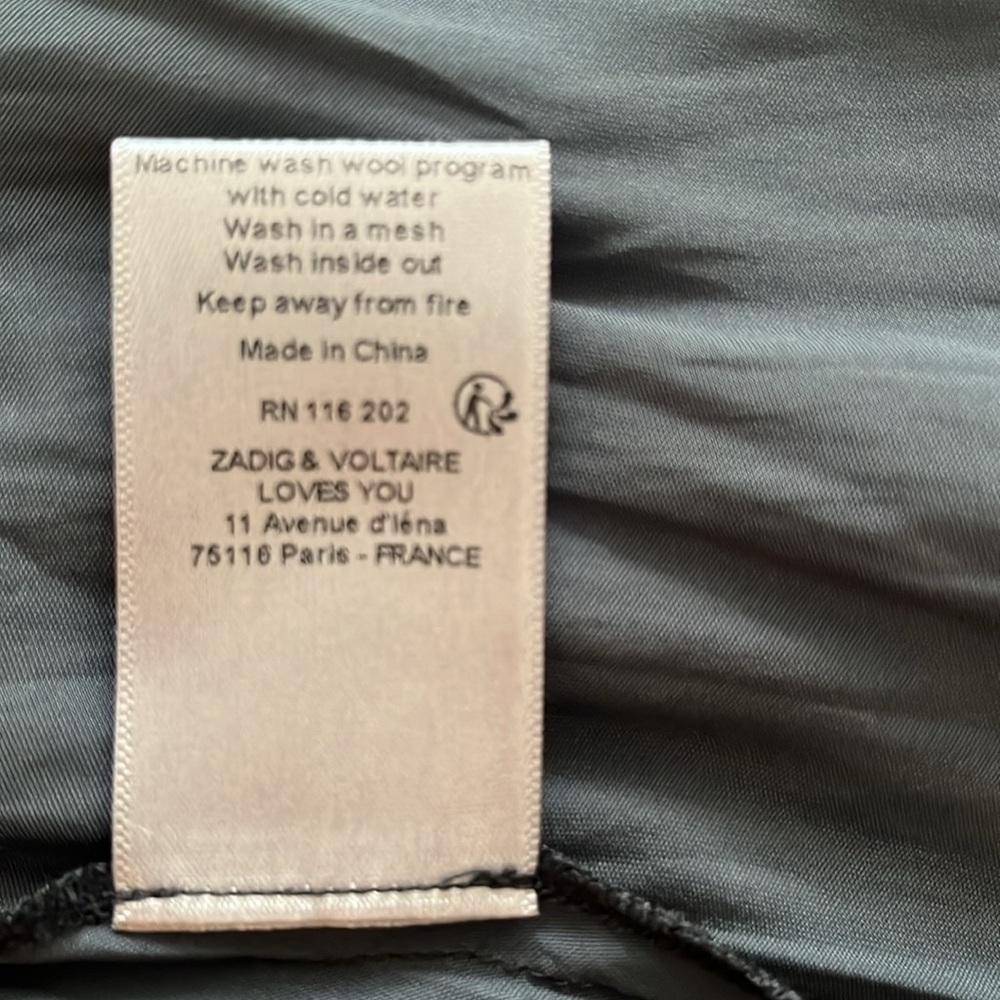 Machine wash wool program
with cold water
Wash in a mesh
Wash inside out
Keep away from fire
Made in China
RN 116 202
ZADIG & VOLTAIRE
LOVES YOU
11 Avenue d'Iéna
75116 Paris - FRANCE